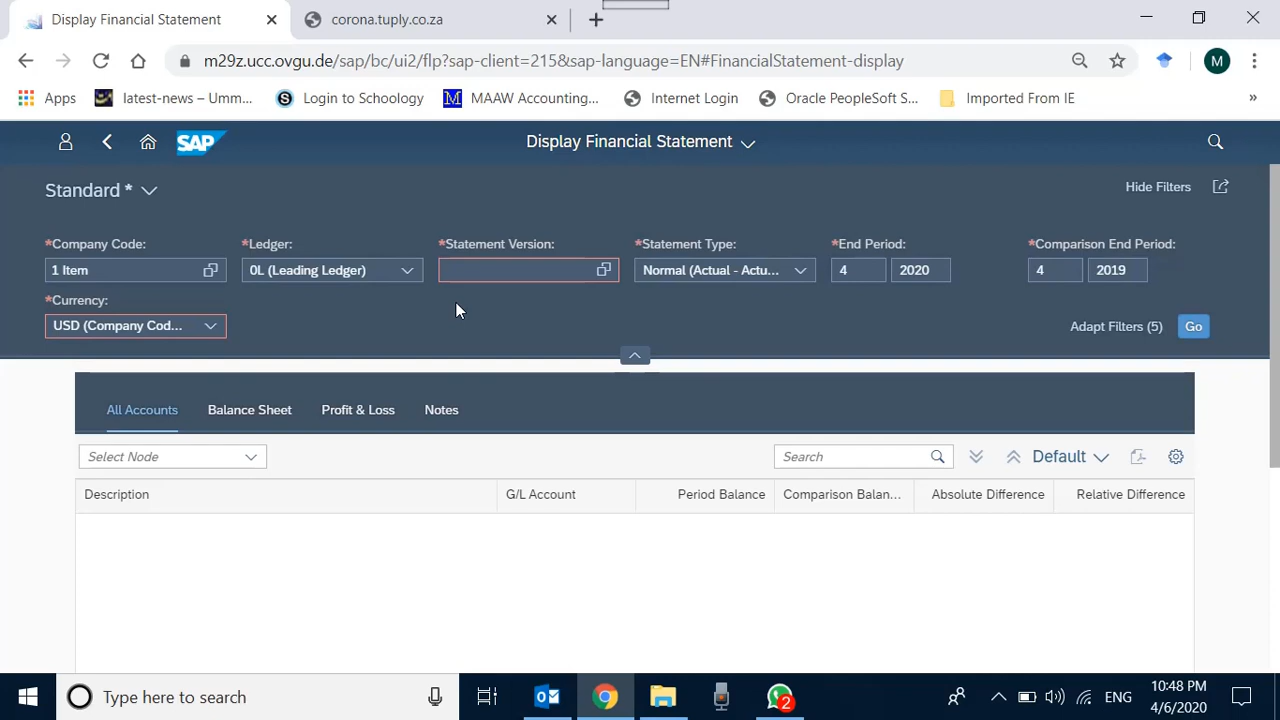 Display Financial Statement
corona.tuply.co.za
m29z.ucc.ovgu.de/sap/bc/ui2/flp?sap-client=215&sap-language=EN#FinancialStatement-display
M
Apps
latest-news – Umm...
S
Login to Schoology
M
MAAW Accounting...
Internet Login
Oracle PeopleSoft S...
Imported From IE
»
SAP
Display Financial Statement
Standard *
Hide Filters
*Company Code:
*Ledger:
*Statement Version:
*Statement Type:
*End Period:
*Comparison End Period:
1 Item
0L (Leading Ledger)
Normal (Actual - Actu...
4
2020
4
2019
*Currency:
USD (Company Cod...
Adapt Filters (5)
Go
All Accounts
Balance Sheet
Profit & Loss
Notes
Select Node
Search
Default
Description
G/L Account
Period Balance
Comparison Balan...
Absolute Difference
Relative Difference
Type here to search
2
ENG
10:48 PM
4/6/2020